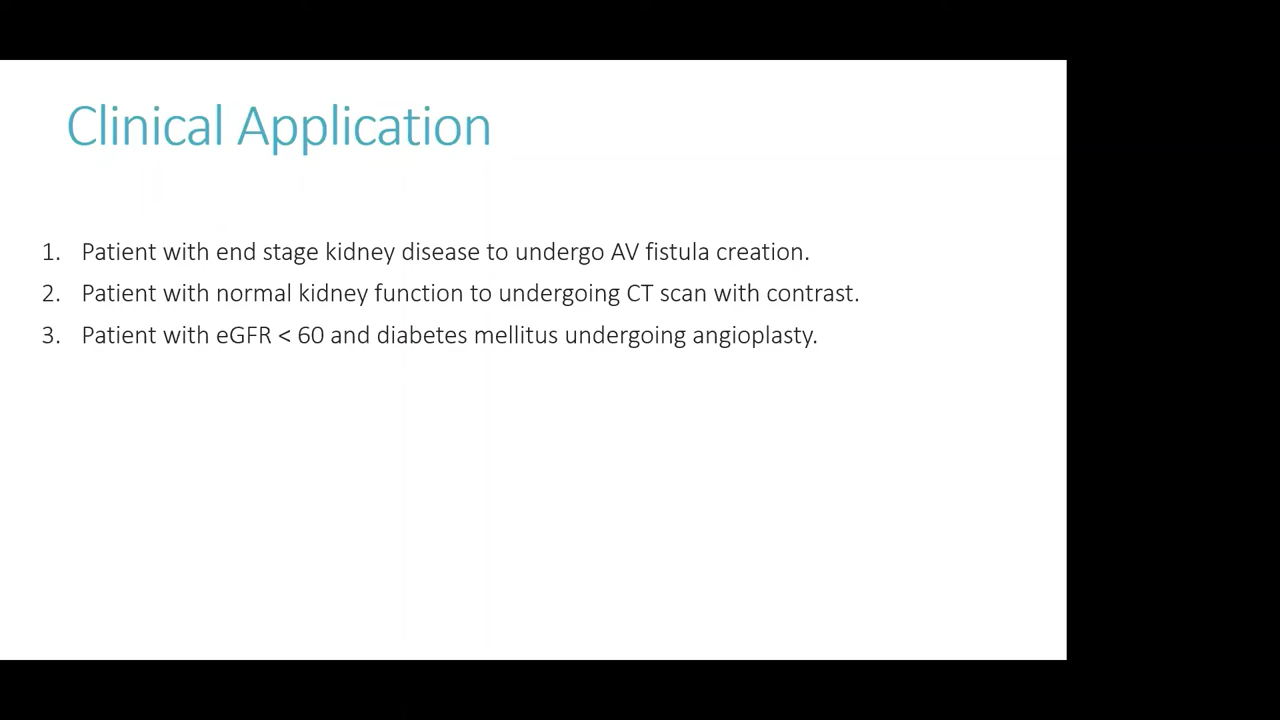 Clinical Application
1. Patient with end stage kidney disease to undergo AV fistula creation.
2. Patient with normal kidney function to undergoing CT scan with contrast.
3. Patient with eGFR < 60 and diabetes mellitus undergoing angioplasty.